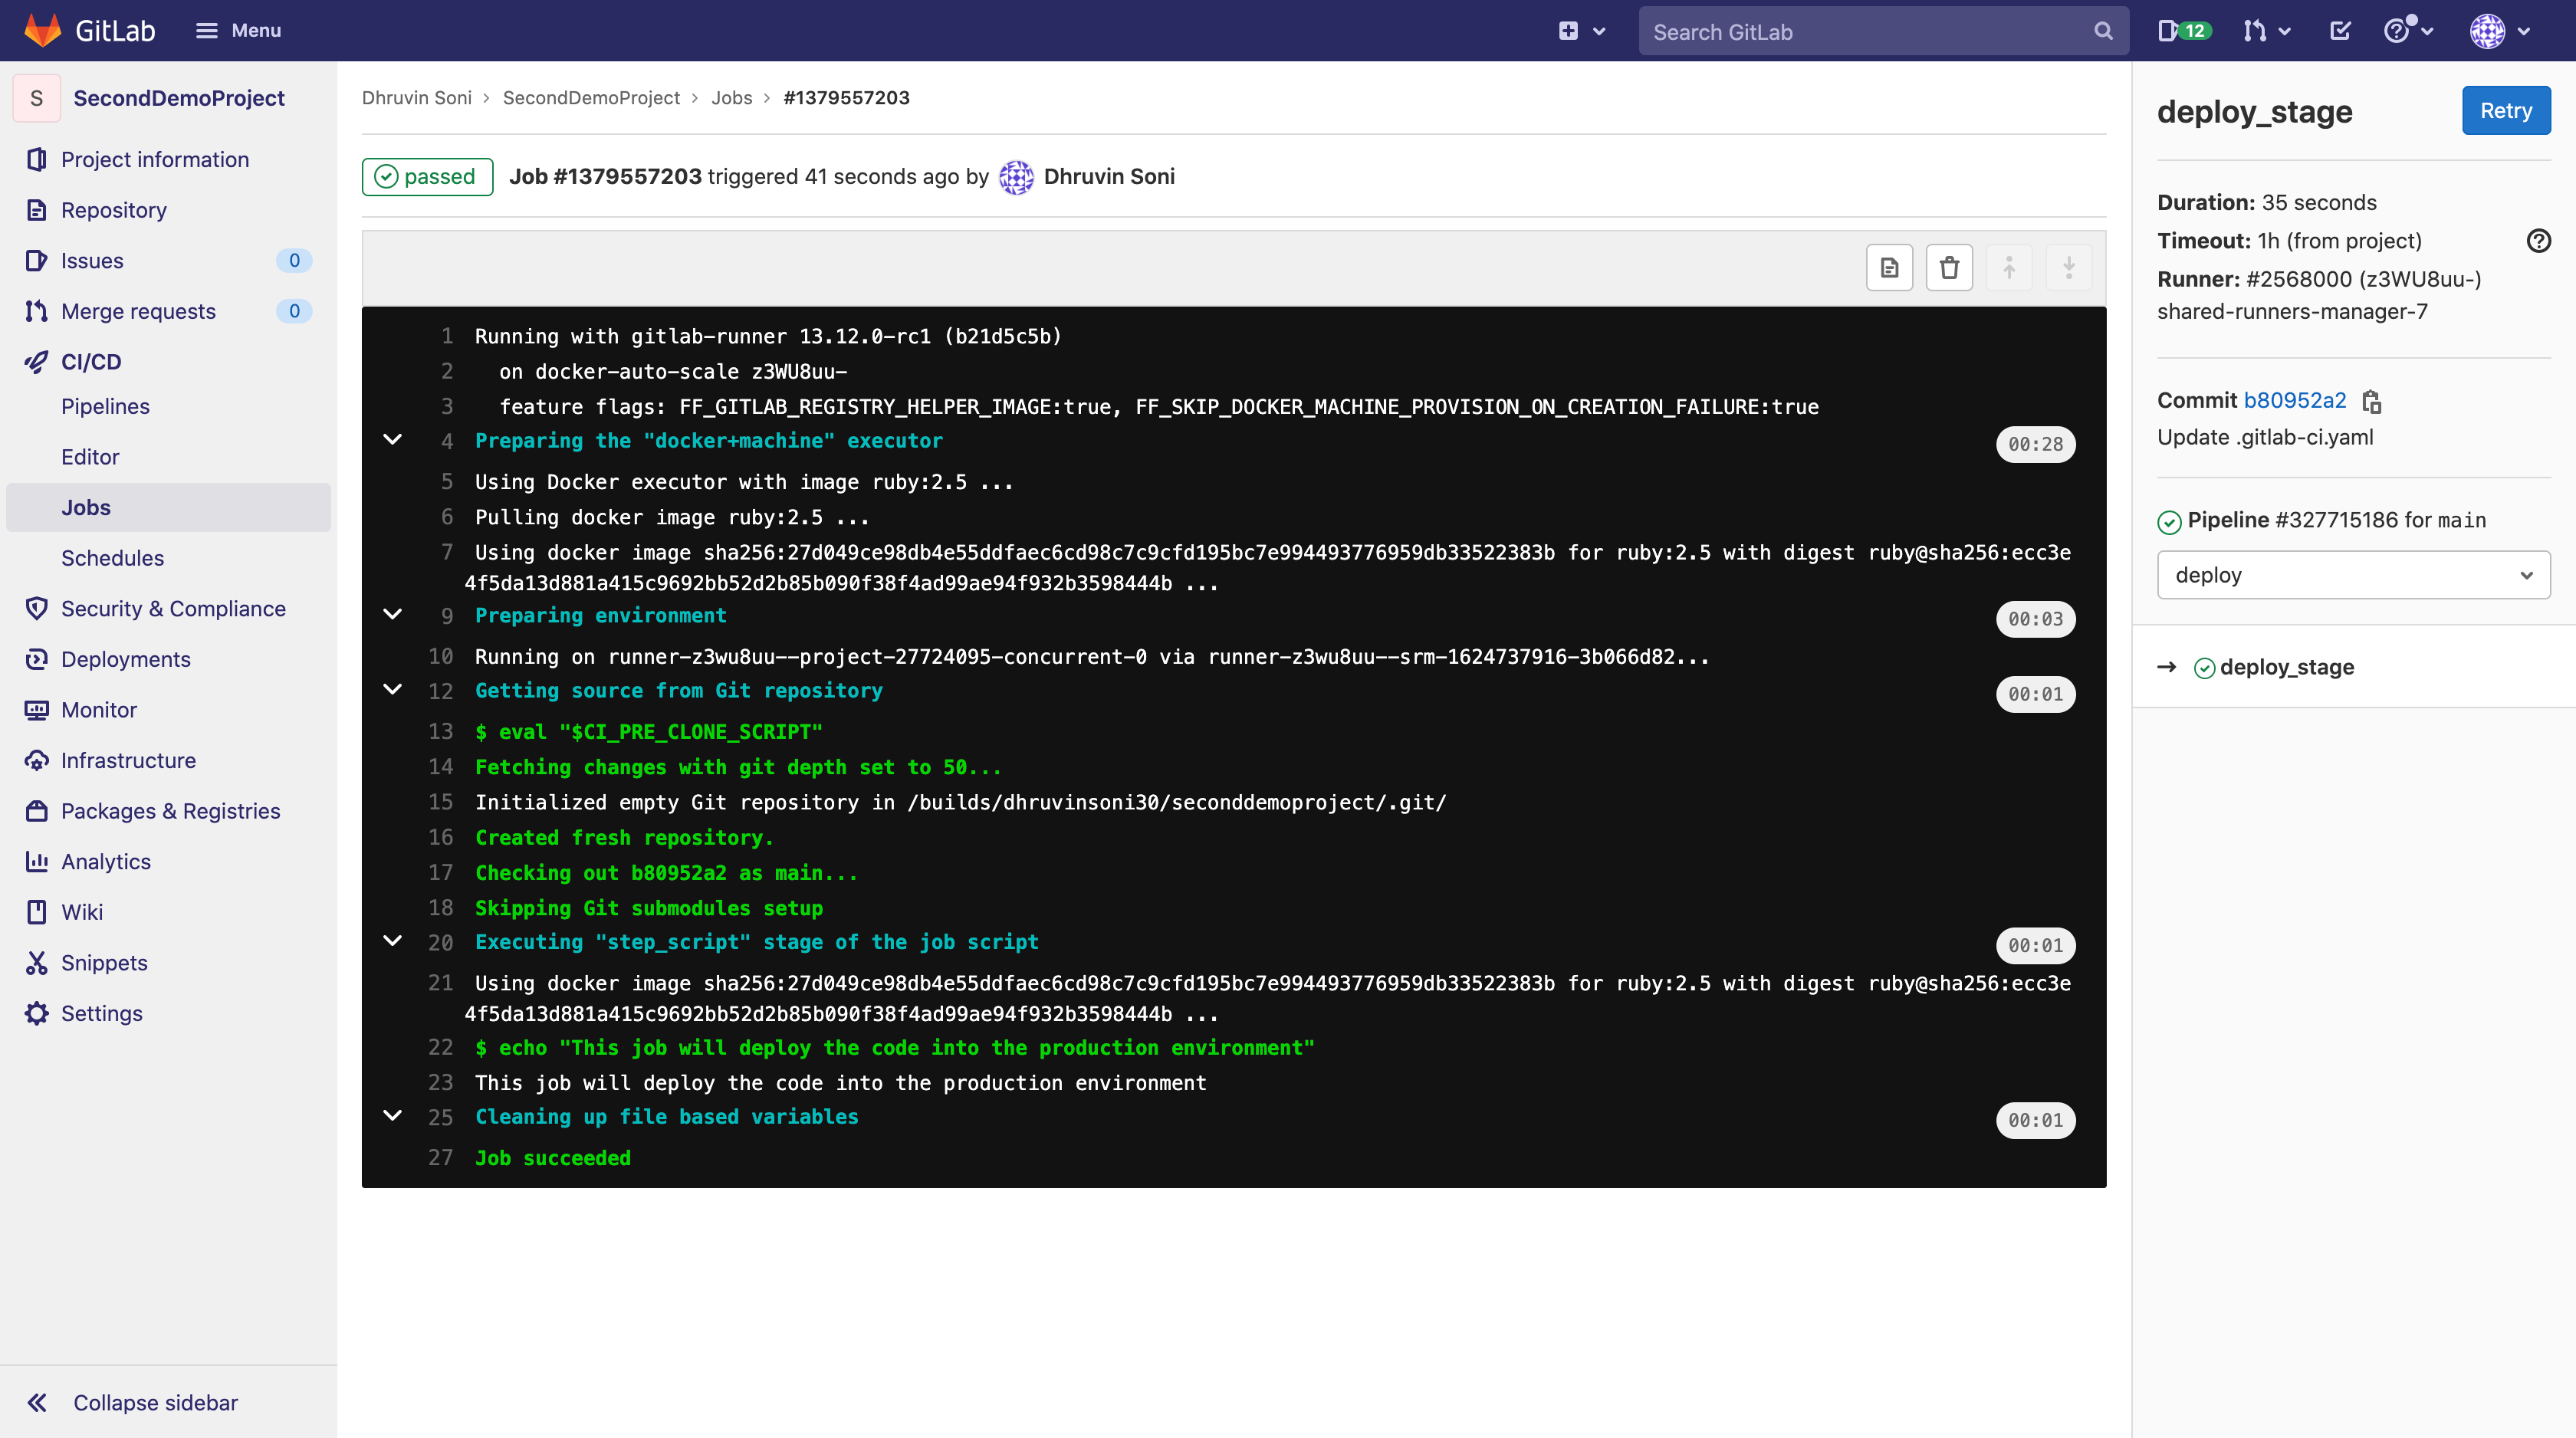 GitLab
Menu
Search GitLab
12
S
SecondDemoProject
Project information
Repository
Issues 0
Merge requests 0
CI/CD
Pipelines
Editor
Jobs
Schedules
Security & Compliance
Deployments
Monitor
Infrastructure
Packages & Registries
Analytics
Wiki
Snippets
Settings
Collapse sidebar
Dhruvin Soni > SecondDemoProject > Jobs > #1379557203
passed Job #1379557203 triggered 41 seconds ago by Dhruvin Soni
1 Running with gitlab-runner 13.12.0-rc1 (b21d5c5b)
2 on docker-auto-scale z3WU8uu-
3 feature flags: FF_GITLAB_REGISTRY_HELPER_IMAGE:true, FF_SKIP_DOCKER_MACHINE_PROVISION_ON_CREATION_FAILURE:true
4 Preparing the "docker+machine" executor 00:28
5 Using Docker executor with image ruby:2.5 ...
6 Pulling docker image ruby:2.5 ...
7 Using docker image sha256:27d049ce98db4e55ddfaec6cd98c7c9cfd195bc7e994493776959db33522383b for ruby:2.5 with digest ruby@sha256:ecc3e
4f5da13d881a415c9692bb52d2b85b090f38f4ad99ae94f932b3598444b ...
9 Preparing environment 00:03
10 Running on runner-z3wu8uu--project-27724095-concurrent-0 via runner-z3wu8uu--srm-1624737916-3b066d82...
12 Getting source from Git repository 00:01
13 $ eval "$CI_PRE_CLONE_SCRIPT"
14 Fetching changes with git depth set to 50...
15 Initialized empty Git repository in /builds/dhruvinsoni30/seconddemoproject/.git/
16 Created fresh repository.
17 Checking out b80952a2 as main...
18 Skipping Git submodules setup
20 Executing "step_script" stage of the job script 00:01
21 Using docker image sha256:27d049ce98db4e55ddfaec6cd98c7c9cfd195bc7e994493776959db33522383b for ruby:2.5 with digest ruby@sha256:ecc3e
4f5da13d881a415c9692bb52d2b85b090f38f4ad99ae94f932b3598444b ...
22 $ echo "This job will deploy the code into the production environment"
23 This job will deploy the code into the production environment
25 Cleaning up file based variables 00:01
27 Job succeeded
deploy_stage
Retry
Duration: 35 seconds
Timeout: 1h (from project)
Runner: #2568000 (z3WU8uu-)
shared-runners-manager-7
Commit b80952a2
Update .gitlab-ci.yaml
Pipeline #327715186 for main
deploy
→ deploy_stage